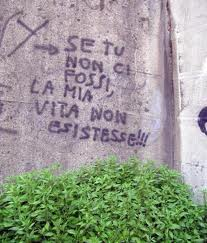 SE TU
NON CI
FOSSI,
LA MIA
VITA NON
ESISTESSE!!!